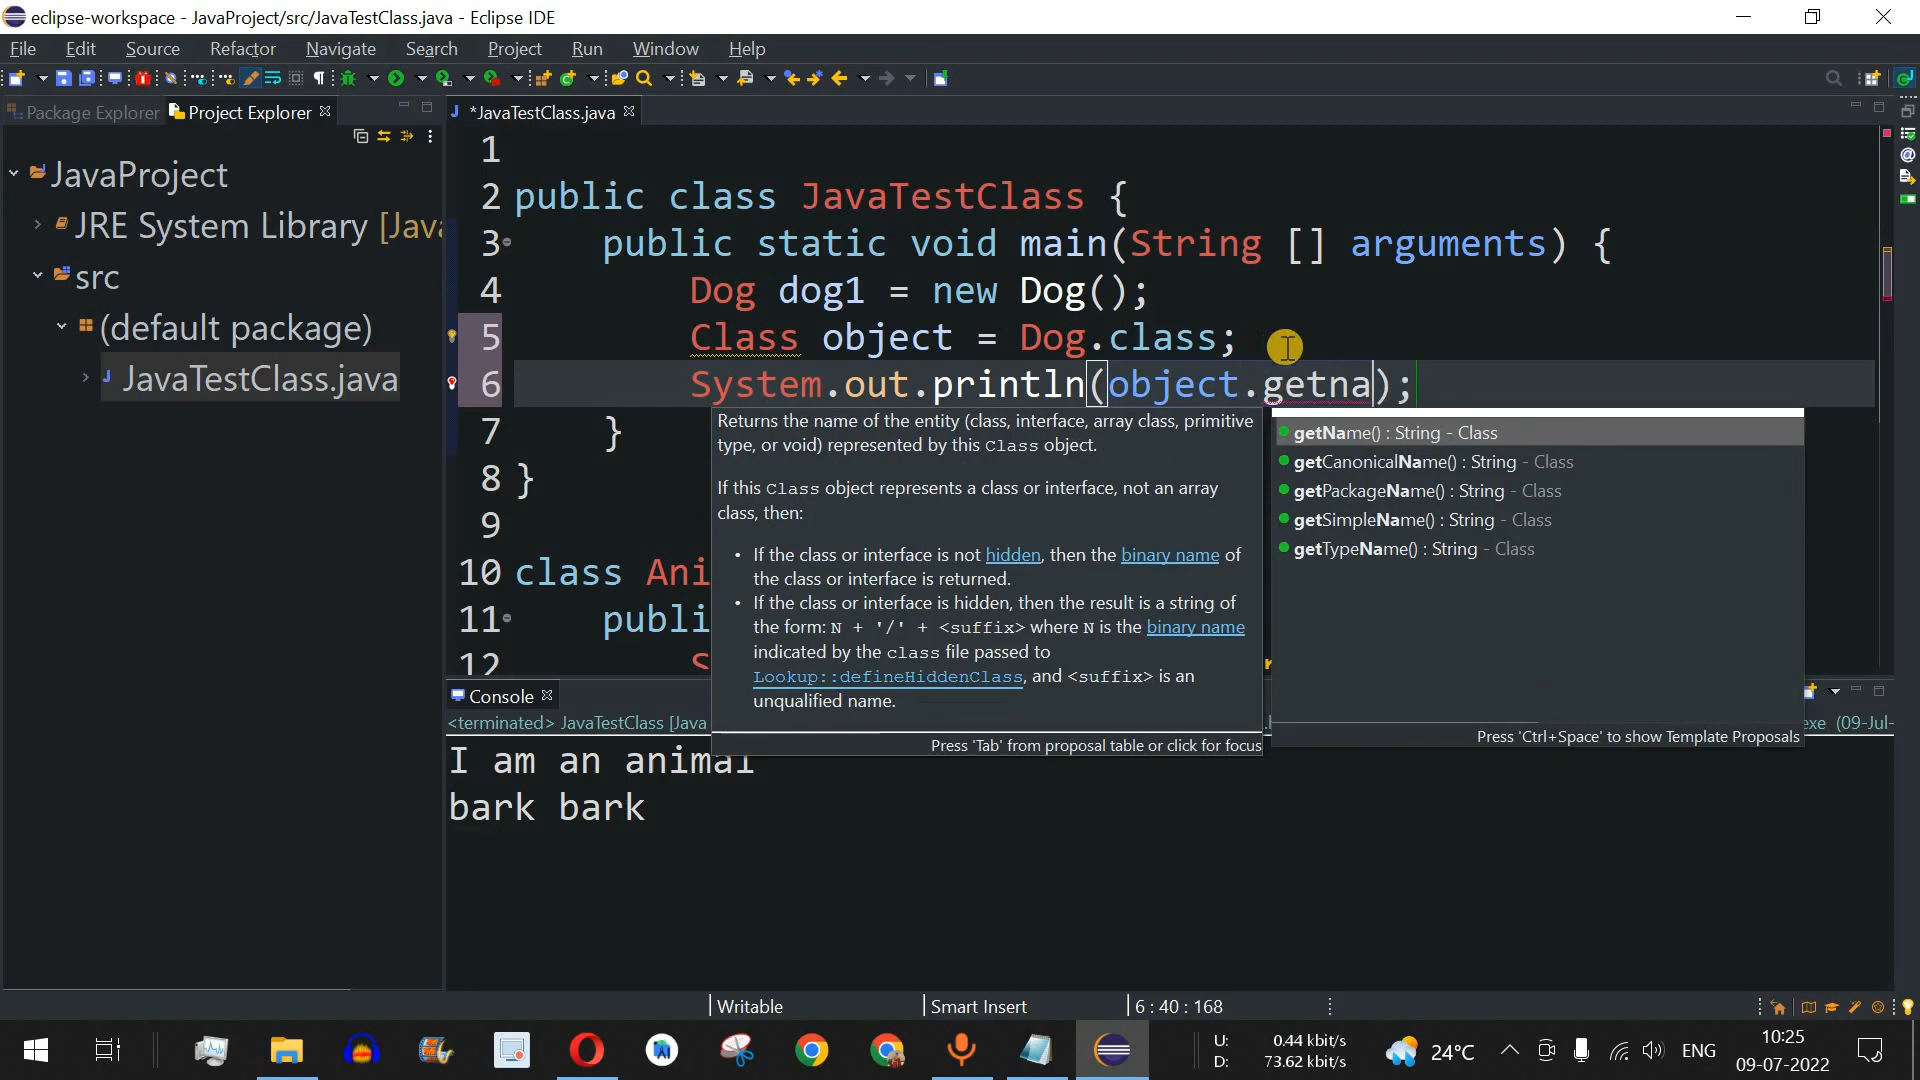 eclipse-workspace - JavaProject/src/JavaTestClass.java - Eclipse IDE
File Edit Source Refactor Navigate Search Project Run Window Help
Package Explorer Project Explorer *JavaTestClass.java
JavaProject
JRE System Library [Java
src
(default package)
JavaTestClass.java
1
2 public class JavaTestClass {
3 public static void main(String [] arguments) {
4 Dog dog1 = new Dog();
5 Class object = Dog.class;
6 System.out.println(object.getna);
7 }
8 }
9
10 class Ani
11 publi
12 S
Returns the name of the entity (class, interface, array class, primitive
type, or void) represented by this Class object.
If this Class object represents a class or interface, not an array
class, then:
• If the class or interface is not hidden, then the binary name of
the class or interface is returned.
• If the class or interface is hidden, then the result is a string of
the form: N + '/' + <suffix> where N is the binary name
indicated by the class file passed to
Lookup::defineHiddenClass, and <suffix> is an
unqualified name.
Press 'Tab' from proposal table or click for focus
getName() : String - Class
getCanonicalName() : String - Class
getPackageName() : String - Class
getSimpleName() : String - Class
getTypeName() : String - Class
Press 'Ctrl+Space' to show Template Proposals
Console
<terminated> JavaTestClass [Java
exe (09-Jul-
I am an animal
bark bark
Writable Smart Insert 6 : 40 : 168
U: 0.44 kbit/s
D: 73.62 kbit/s
24°C
ENG
10:25
09-07-2022